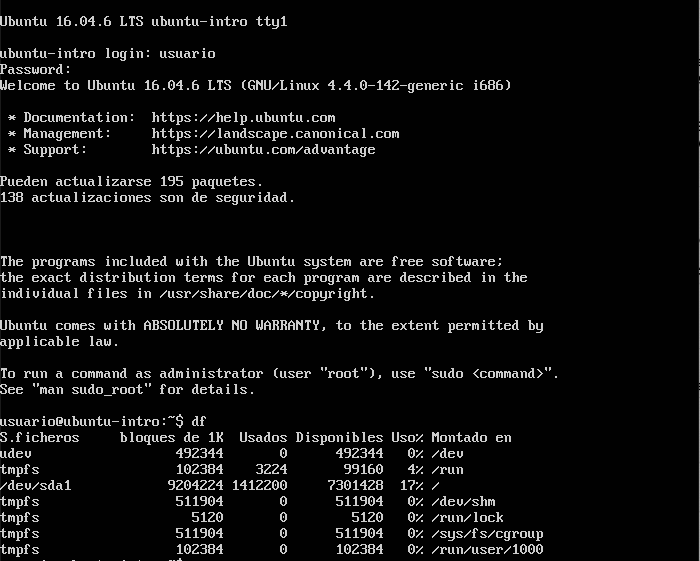 Ubuntu 16.04.6 LTS ubuntu-intro tty1
ubuntu-intro login: usuario
Password:
Welcome to Ubuntu 16.04.6 LTS (GNU/Linux 4.4.0-142-generic i686)
* Documentation:  https://help.ubuntu.com
* Management:     https://landscape.canonical.com
* Support:        https://ubuntu.com/advantage
Pueden actualizarse 195 paquetes.
138 actualizaciones son de seguridad.
The programs included with the Ubuntu system are free software;
the exact distribution terms for each program are described in the
individual files in /usr/share/doc/*/copyright.
Ubuntu comes with ABSOLUTELY NO WARRANTY, to the extent permitted by
applicable law.
To run a command as administrator (user "root"), use "sudo <command>".
See "man sudo_root" for details.
usuario@ubuntu-intro:~$ df
S.ficheros     bloques de 1K  Usados Disponibles Uso% Montado en
udev                  492344       0      492344   0% /dev
tmpfs                 102384    3224       99160   4% /run
/dev/sda1            9204224 1412200     7301428  17% /
tmpfs                 511904       0      511904   0% /dev/shm
tmpfs                   5120       0        5120   0% /run/lock
tmpfs                 511904       0      511904   0% /sys/fs/cgroup
tmpfs                 102384       0      102384   0% /run/user/1000